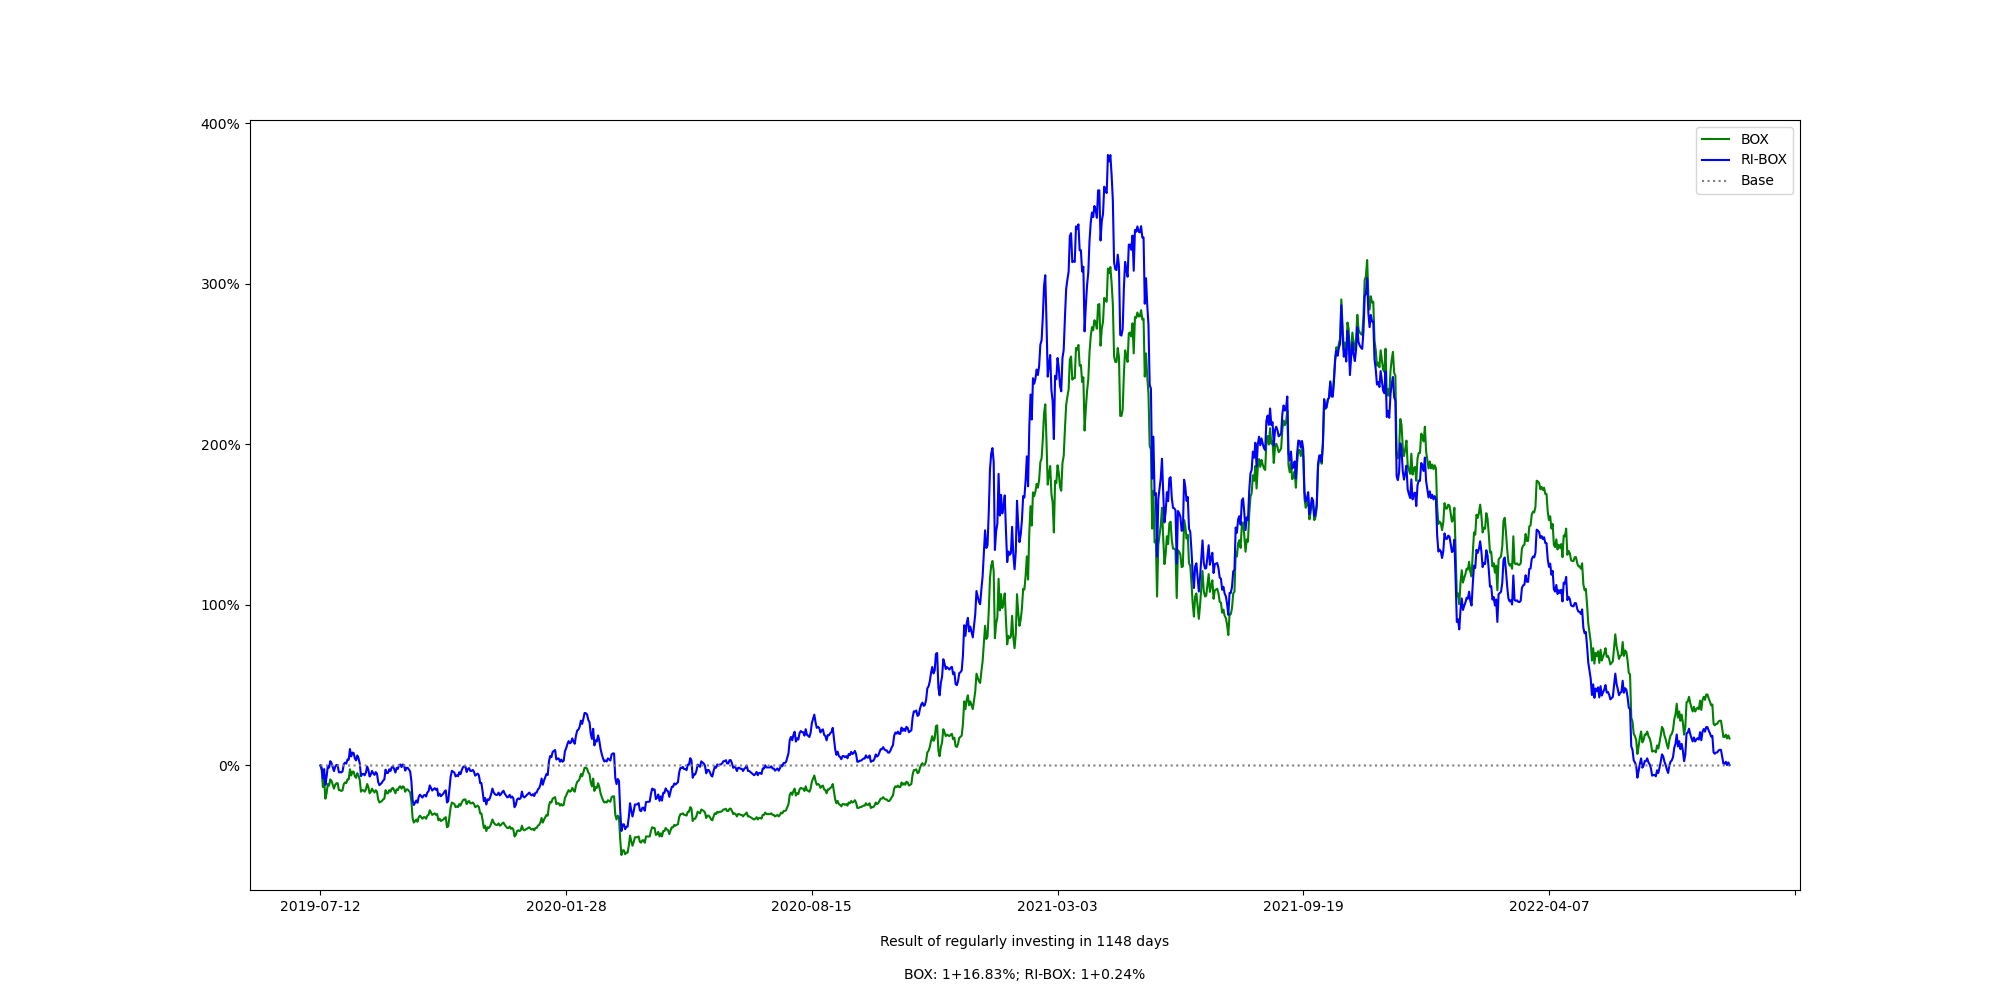 400%
300%
200%
100%
0%
BOX
RI-BOX
Base
2019-07-12
2020-01-28
2020-08-15
2021-03-03
2021-09-19
2022-04-07
Result of regularly investing in 1148 days
BOX: 1+16.83%; RI-BOX: 1+0.24%